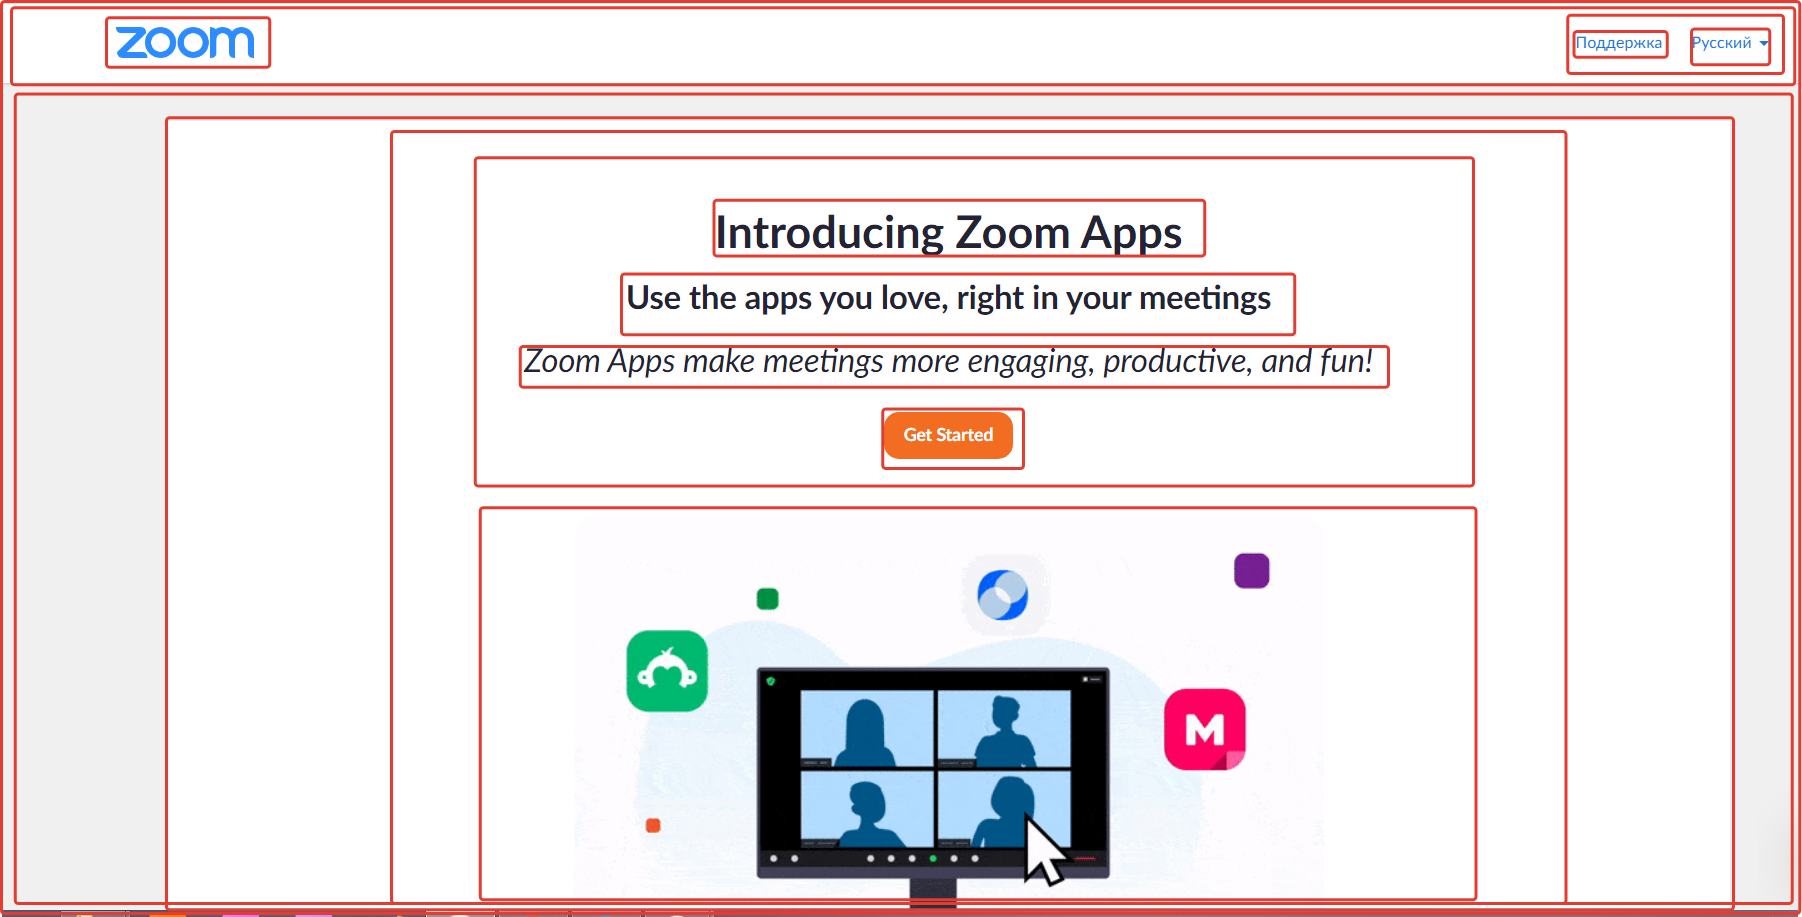 zoom
Поддержка Русский
Introducing Zoom Apps
Use the apps you love, right in your meetings
Zoom Apps make meetings more engaging, productive, and fun!
Get Started
M